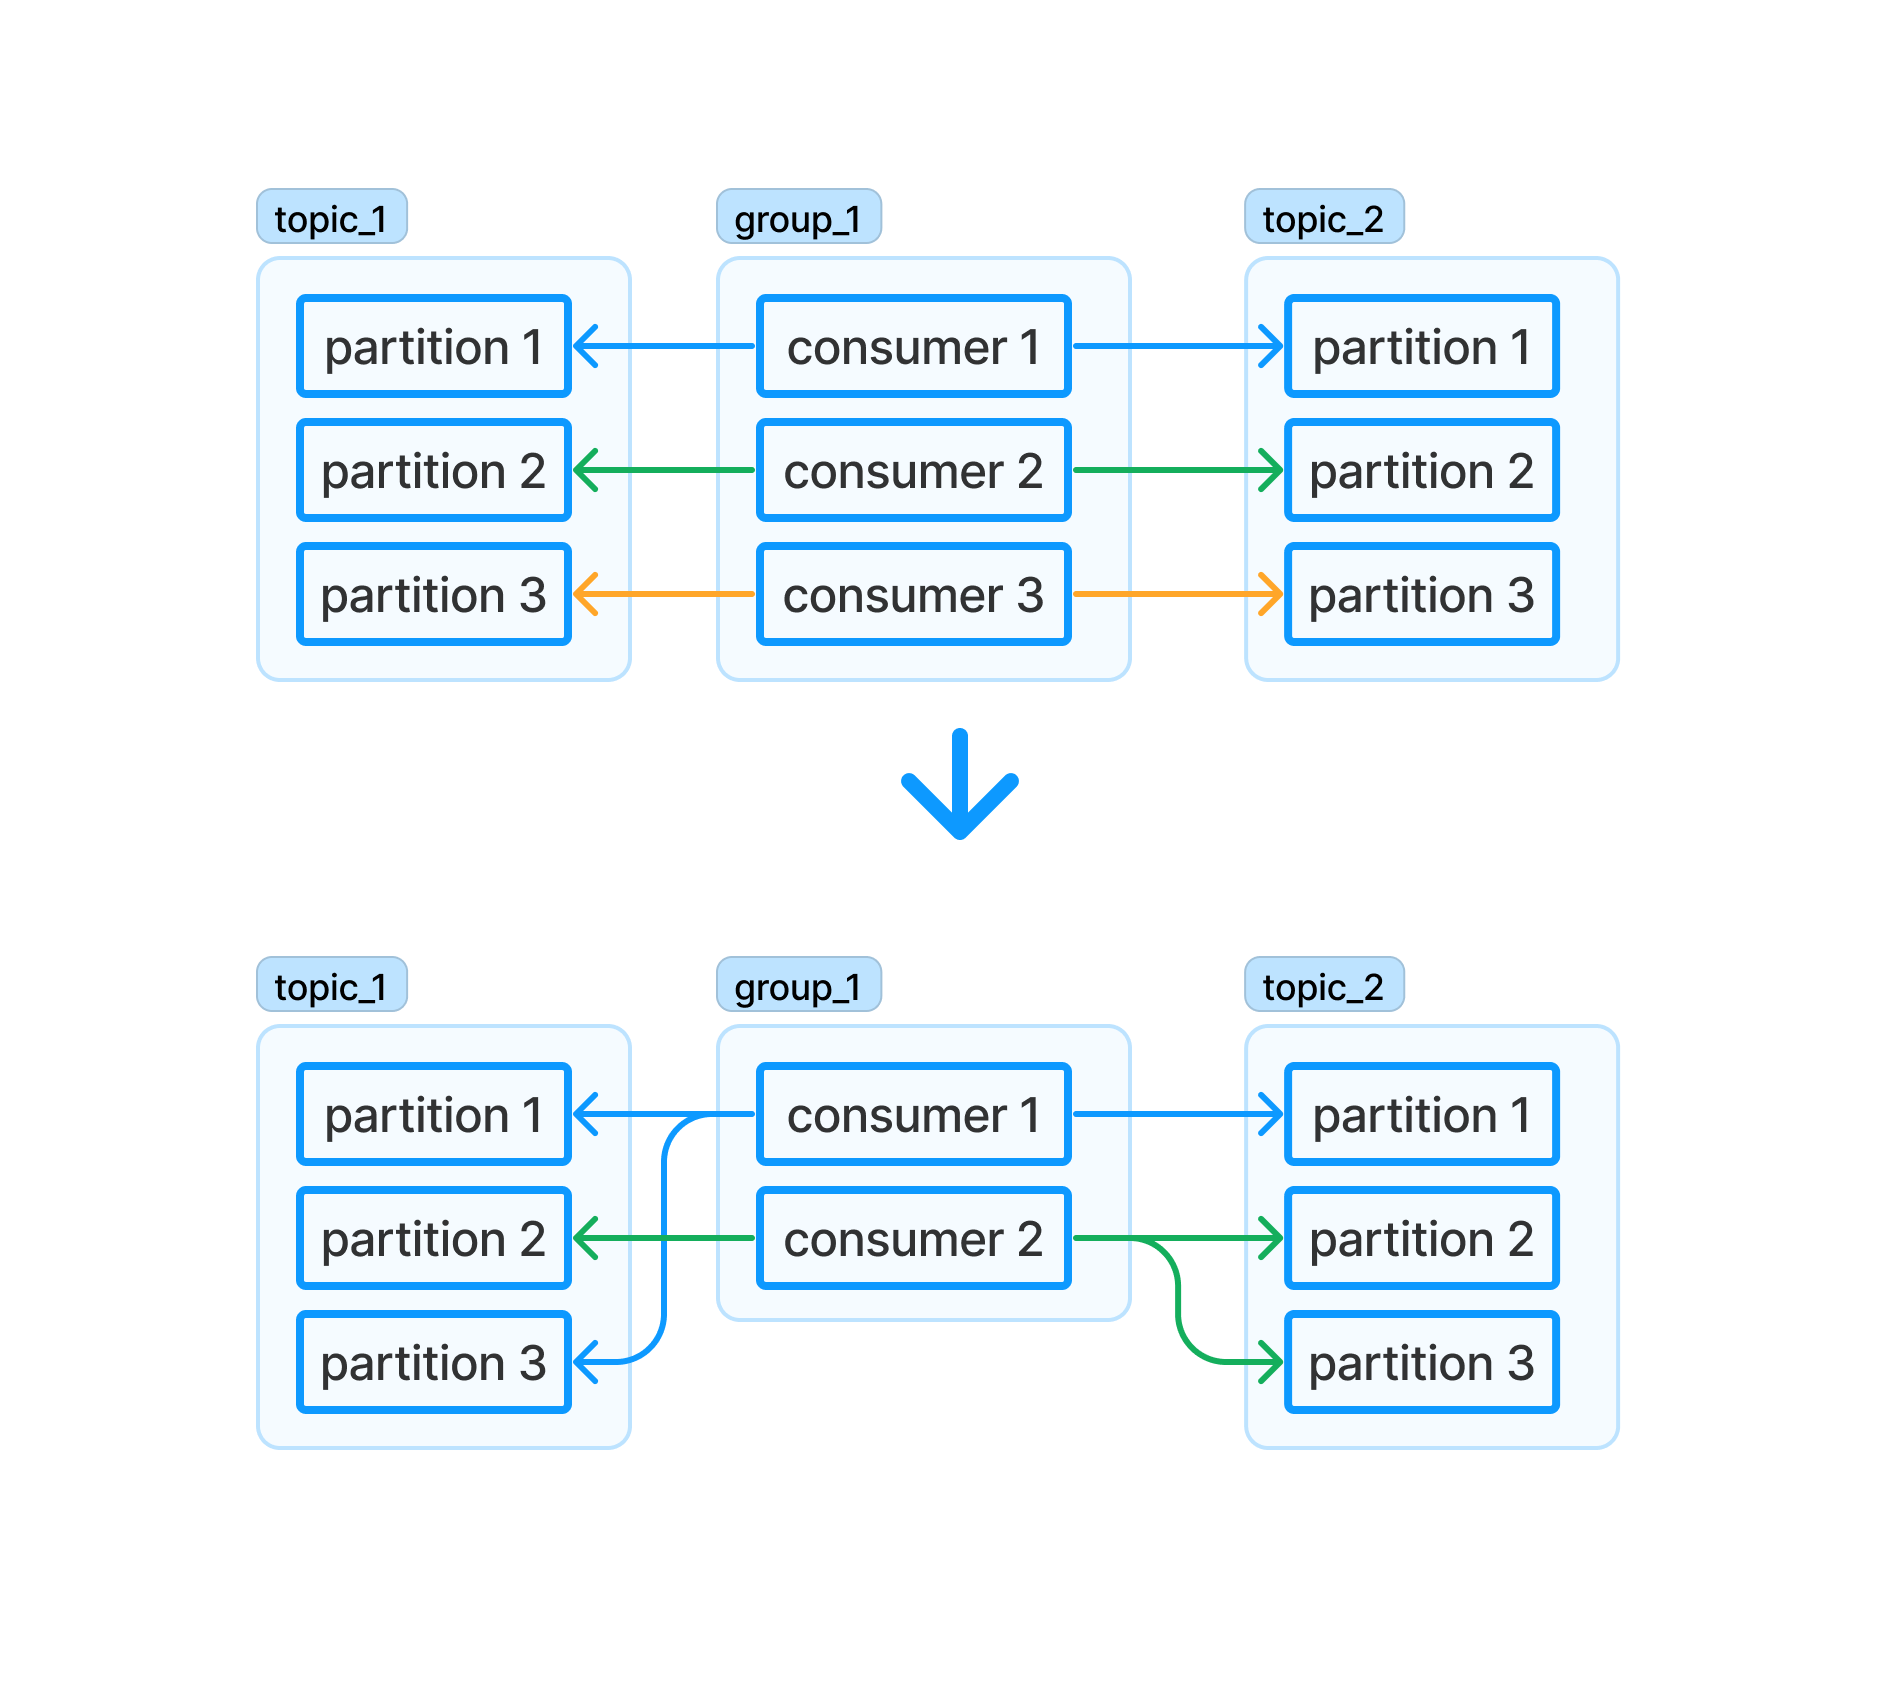 topic_1
group_1
topic_2
partition 1
consumer 1
partition 1
partition 2
consumer 2
partition 2
partition 3
consumer 3
partition 3
topic_1
group_1
topic_2
partition 1
consumer 1
partition 1
partition 2
consumer 2
partition 2
partition 3
partition 3